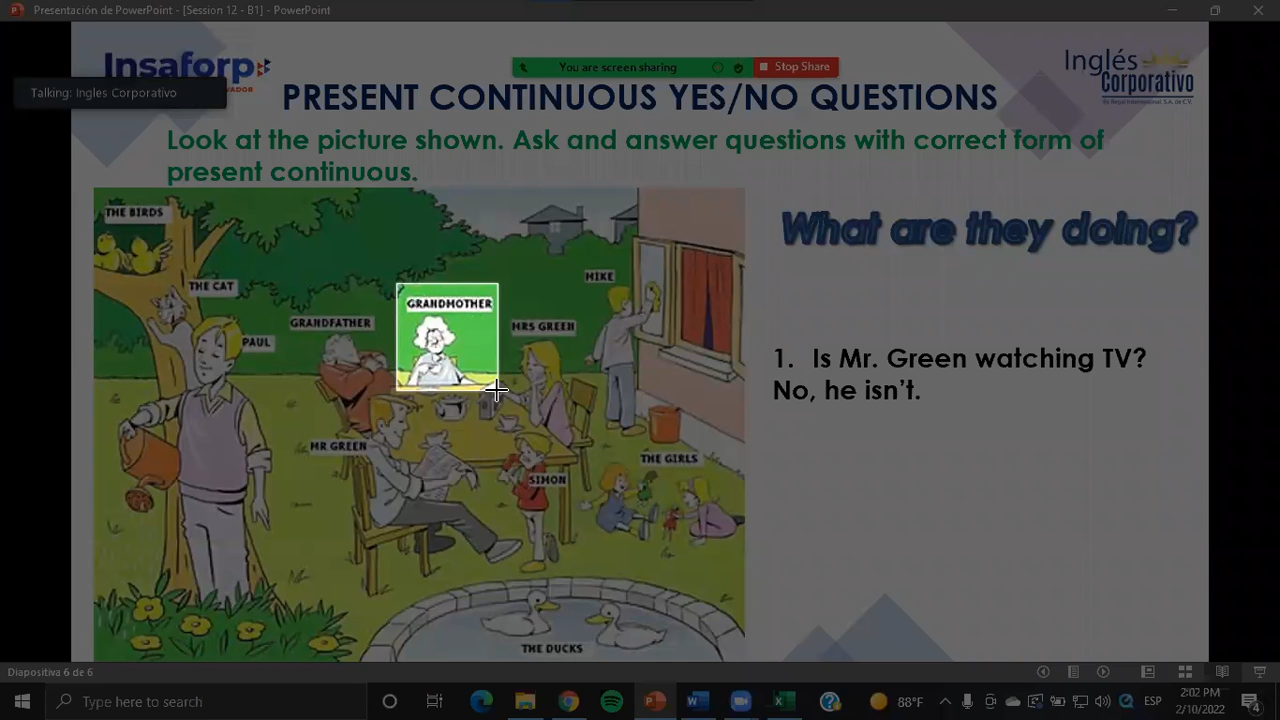 Presentación de PowerPoint - [Session 12 - B1] - PowerPoint
Insaforp
You are screen sharing
Stop Share
Inglés
Corporativo
Talking: Ingles Corporativo
PRESENT CONTINUOUS YES/NO QUESTIONS
Look at the picture shown. Ask and answer questions with correct form of
present continuous.
THE BIRDS
What are they doing?
THE CAT
MIKE
GRANDMOTHER
GRANDFATHER
MRS GREEN
PAUL
1. Is Mr. Green watching TV?
No, he isn't.
MR GREEN
THE GIRLS
SIMON
THE DUCKS
Diapositiva 6 de 6
Type here to search
88°F
ESP
2:02 PM
2/10/2022
4